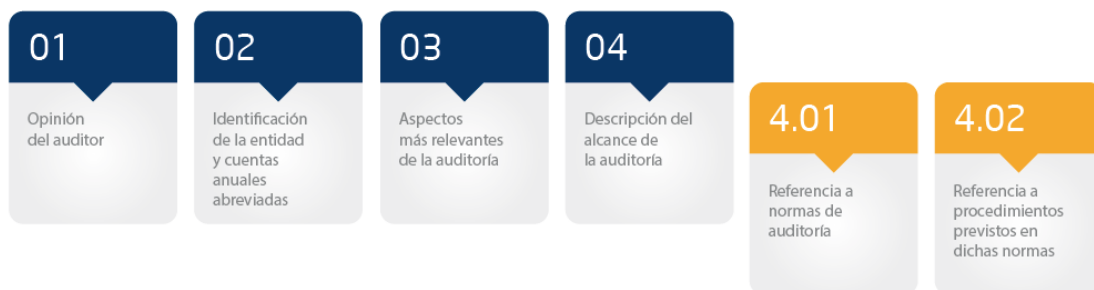 01
Opinión
del auditor
02
Identificación
de la entidad
y cuentas
anuales
abreviadas
03
Aspectos
más relevantes
de la auditoría
04
Descripción del
alcance de
la auditoría
4.01
Referencia a
normas de
auditoría
4.02
Referencia a
procedimientos
previstos en
dichas normas